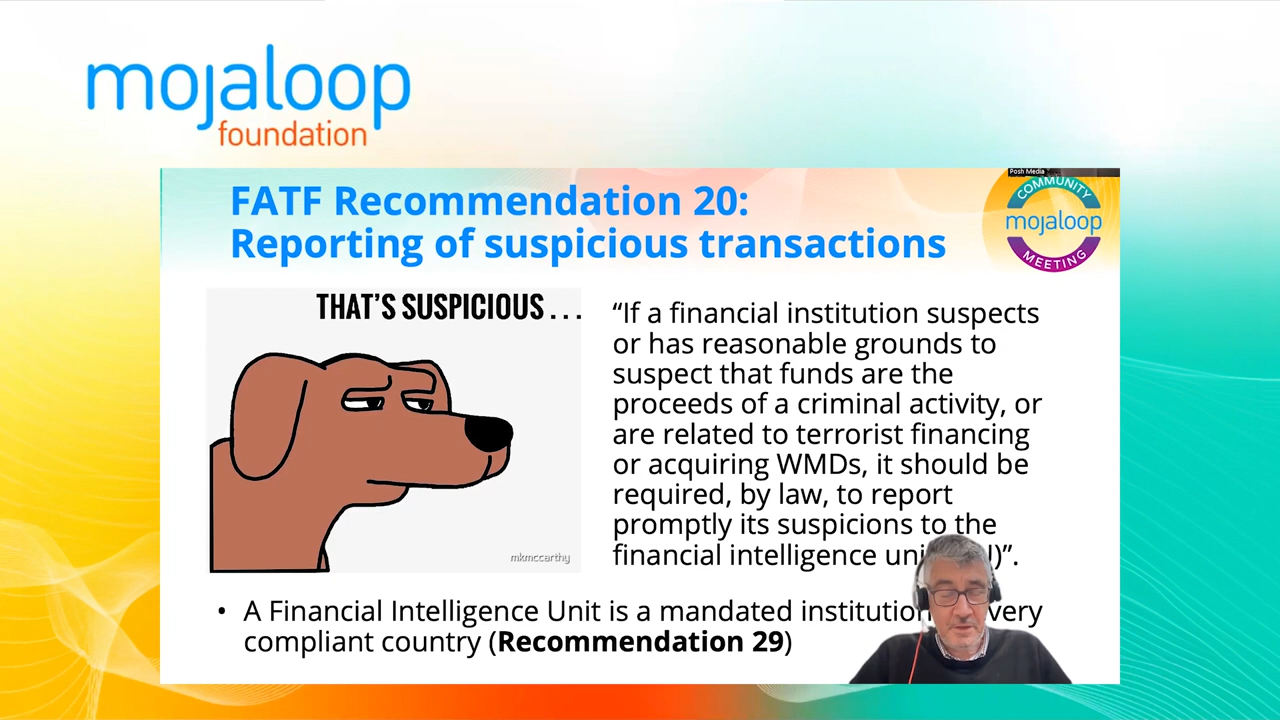 mojaloop
foundation
Posh Media
COMMUNITY
mojaloop
MEETING
FATF Recommendation 20:
Reporting of suspicious transactions
THAT'S SUSPICIOUS...
mkmccarthy
“If a financial institution suspects
or has reasonable grounds to
suspect that funds are the
proceeds of a criminal activity, or
are related to terrorist financing
or acquiring WMDs, it should be
required, by law, to report
promptly its suspicions to the
financial intelligence )”.
• A Financial Intelligence Unit is a mandated
compliant country (Recommendation 29)